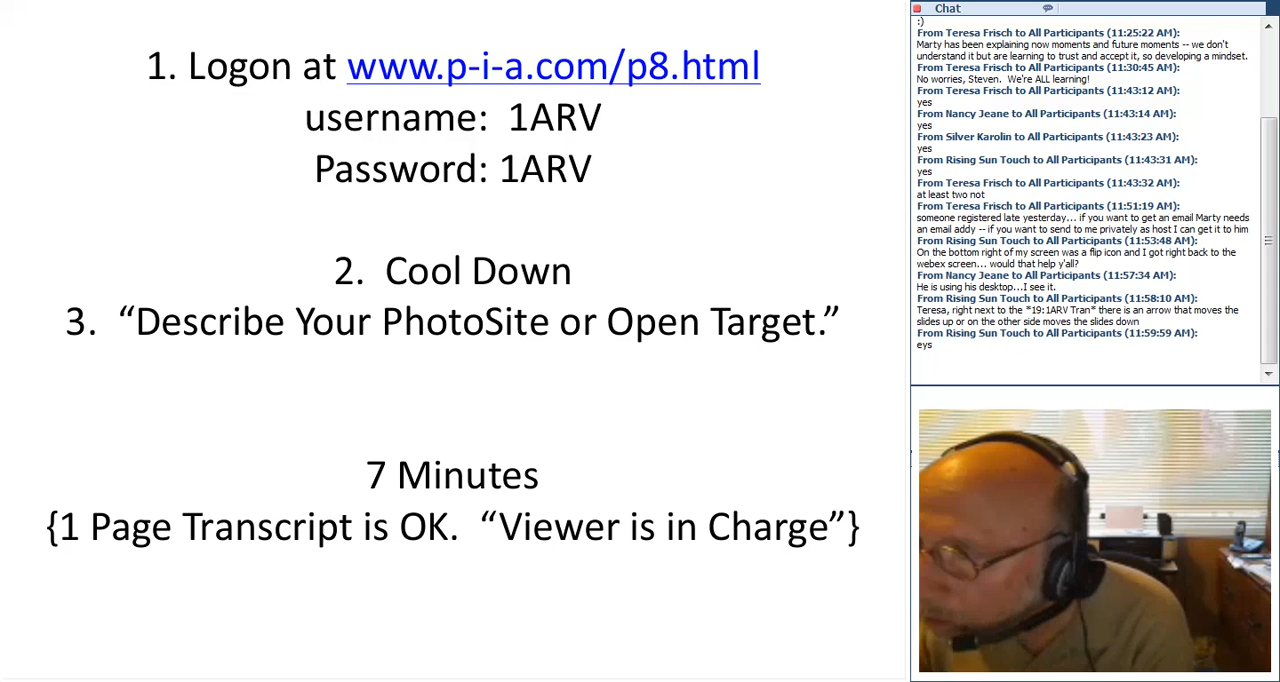 1. Logon at www.p-i-a.com/p8.html
username: 1ARV
Password: 1ARV
2. Cool Down
3. “Describe Your PhotoSite or Open Target.”
7 Minutes
{1 Page Transcript is OK. “Viewer is in Charge”}
Chat
:)
From Teresa Frisch to All Participants (11:25:22 AM):
Marty has been explaining now moments and future moments -- we don't
understand it but are learning to trust and accept it, so developing a mindset.
From Teresa Frisch to All Participants (11:30:45 AM):
No worries, Steven. We're ALL learning!
From Teresa Frisch to All Participants (11:43:12 AM):
yes
From Nancy Jeane to All Participants (11:43:14 AM):
yes
From Silver Karolin to All Participants (11:43:23 AM):
yes
From Rising Sun Touch to All Participants (11:43:31 AM):
yes
From Teresa Frisch to All Participants (11:43:32 AM):
at least two not
From Teresa Frisch to All Participants (11:51:19 AM):
someone registered late yesterday... if you want to get an email Marty needs
an email addy -- if you want to send to me privately as host I can get it to him
From Rising Sun Touch to All Participants (11:53:48 AM):
On the bottom right of my screen was a flip icon and I got right back to the
webex screen... would that help y'all?
From Nancy Jeane to All Participants (11:57:34 AM):
He is using his desktop...I see it.
From Rising Sun Touch to All Participants (11:58:10 AM):
Teresa, right next to the *19:1ARV Tran* there is an arrow that moves the
slides up or on the other side moves the slides down
From Rising Sun Touch to All Participants (11:59:59 AM):
eys